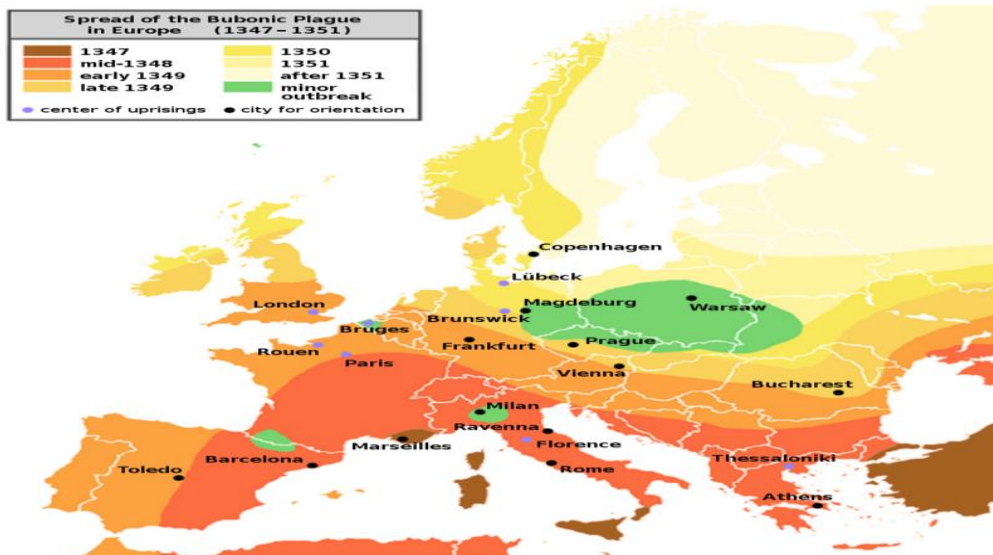 Spread of the Bubonic Plague
in Europe (1347–1351)
1347
mid-1348
early 1349
late 1349
1350
1351
after 1351
minor
outbreak
center of uprisings
city for orientation
Copenhagen
Lübeck
London
Magdeburg
Warsaw
Bruges
Brunswick
Rouen
Paris
Frankfurt
Prague
Vienna
Bucharest
Milan
Ravenna
Marseilles
Florence
Toledo
Barcelona
Rome
Thessaloniki
Athens